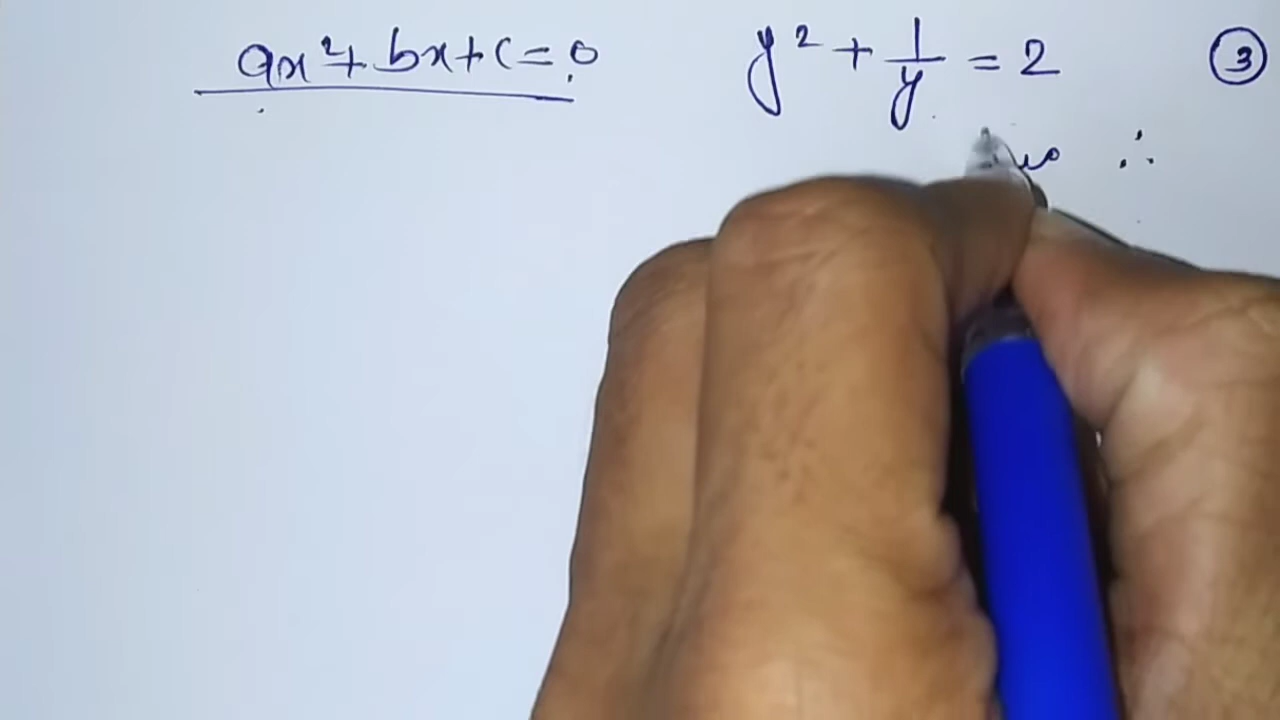 ax² + bx + c = 0
y² + 1/y = 2
③
∴